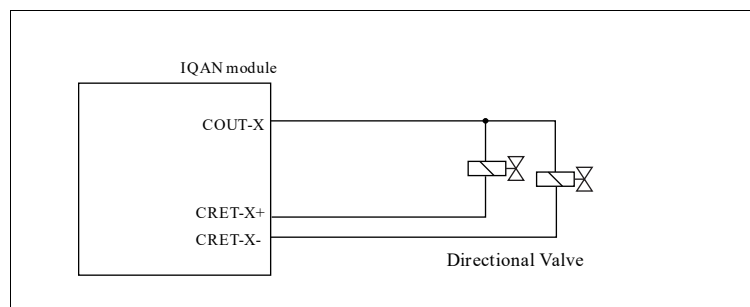 IQAN module
COUT-X
CRET-X+
CRET-X-
Directional Valve